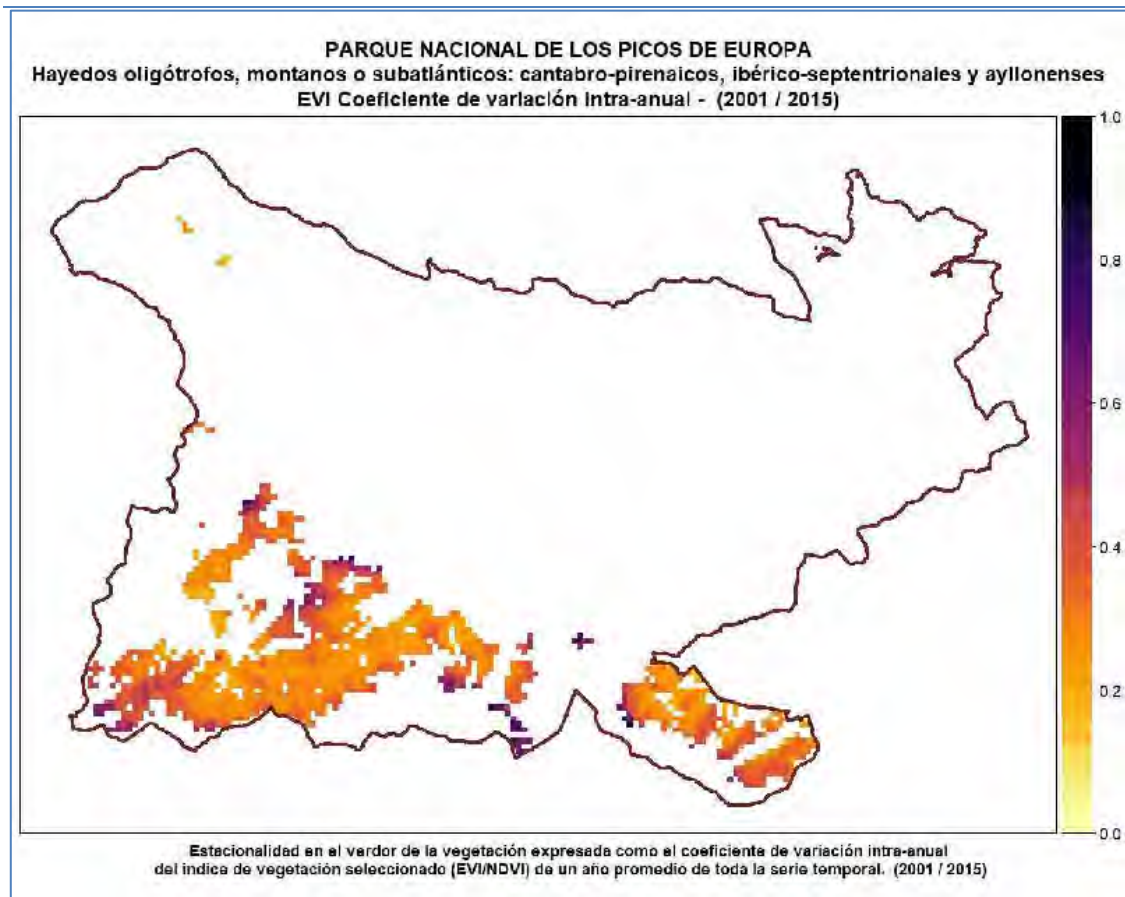 PARQUE NACIONAL DE LOS PICOS DE EUROPA
Hayedos oligótrofos, montanos o subatlánticos: cantabro-pirenaicos, ibérico-septentrionales y ayllonenses
EVI Coeficiente de variación intra-anual - (2001 / 2015)
1.0
0.8
0.6
0.4
0.2
0.0
Estacionalidad en el verdor de la vegetación expresada como el coeficiente de variación intra-anual
del indice de vegetación seleccionado (EVI/NDVI) de un año promedio de toda la serie temporal. (2001 / 2015)